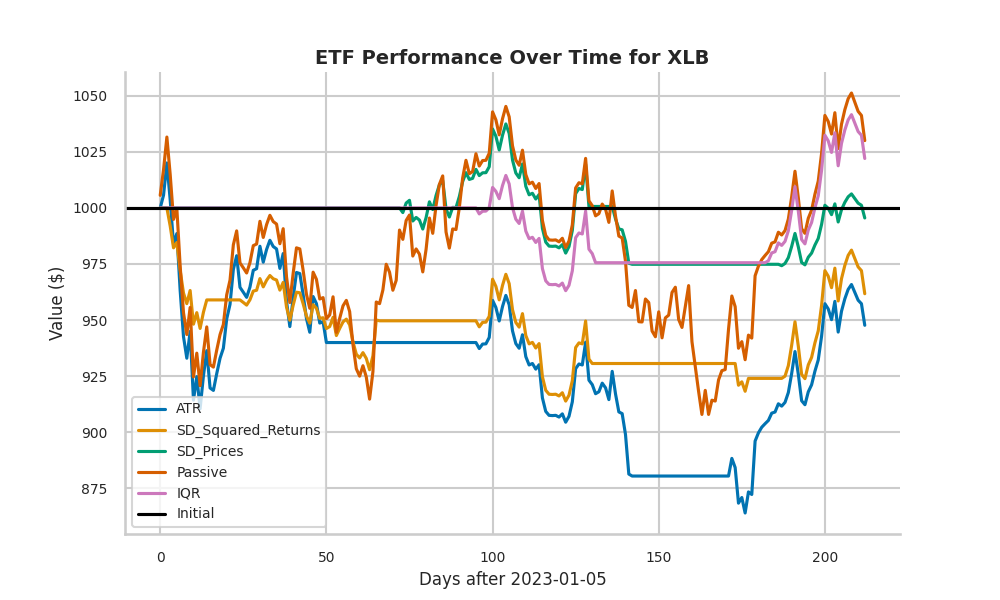 ETF Performance Over Time for XLB
Value ($)
1050
1025
1000
975
950
925
900
875
ATR
SD_Squared_Returns
SD_Prices
Passive
IQR
Initial
0 50 100 150 200
Days after 2023-01-05